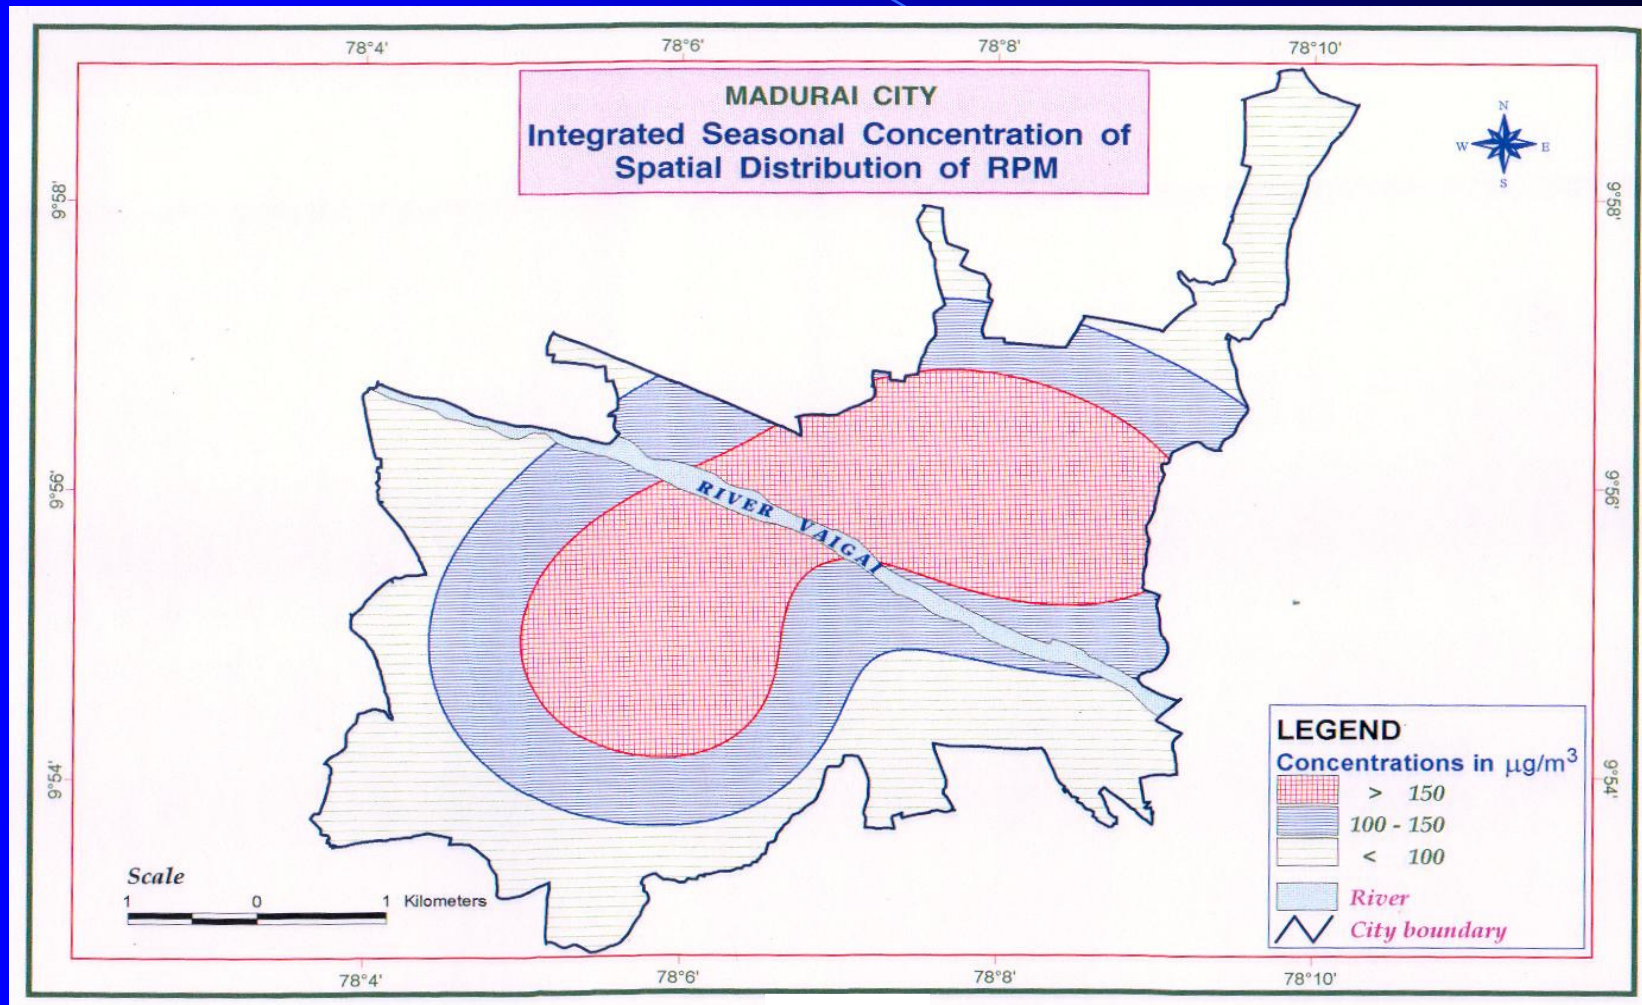 78°4'
78°6'
78°8'
78°10'
MADURAI CITY
Integrated Seasonal Concentration of
Spatial Distribution of RPM
N
W E
S
9°58'
9°58'
9°56'
9°56'
RIVER VAIGAI
9°54'
9°54'
LEGEND
Concentrations in µg/m³
> 150
100 - 150
< 100
River
City boundary
Scale
1 0 1 Kilometers
78°4'
78°6'
78°8'
78°10'